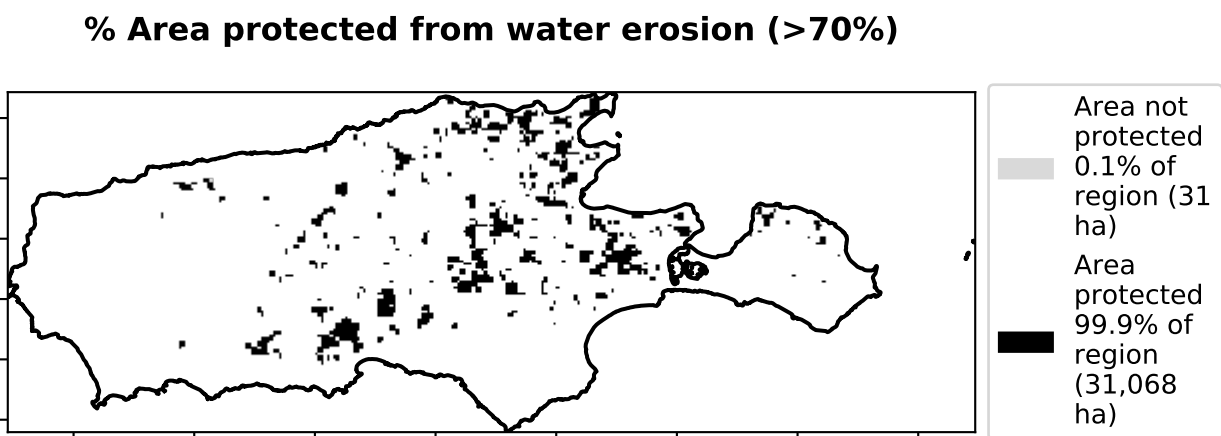 % Area protected from water erosion (>70%)
Area not
protected
0.1% of
region (31
ha)
Area
protected
99.9% of
region
(31,068
ha)